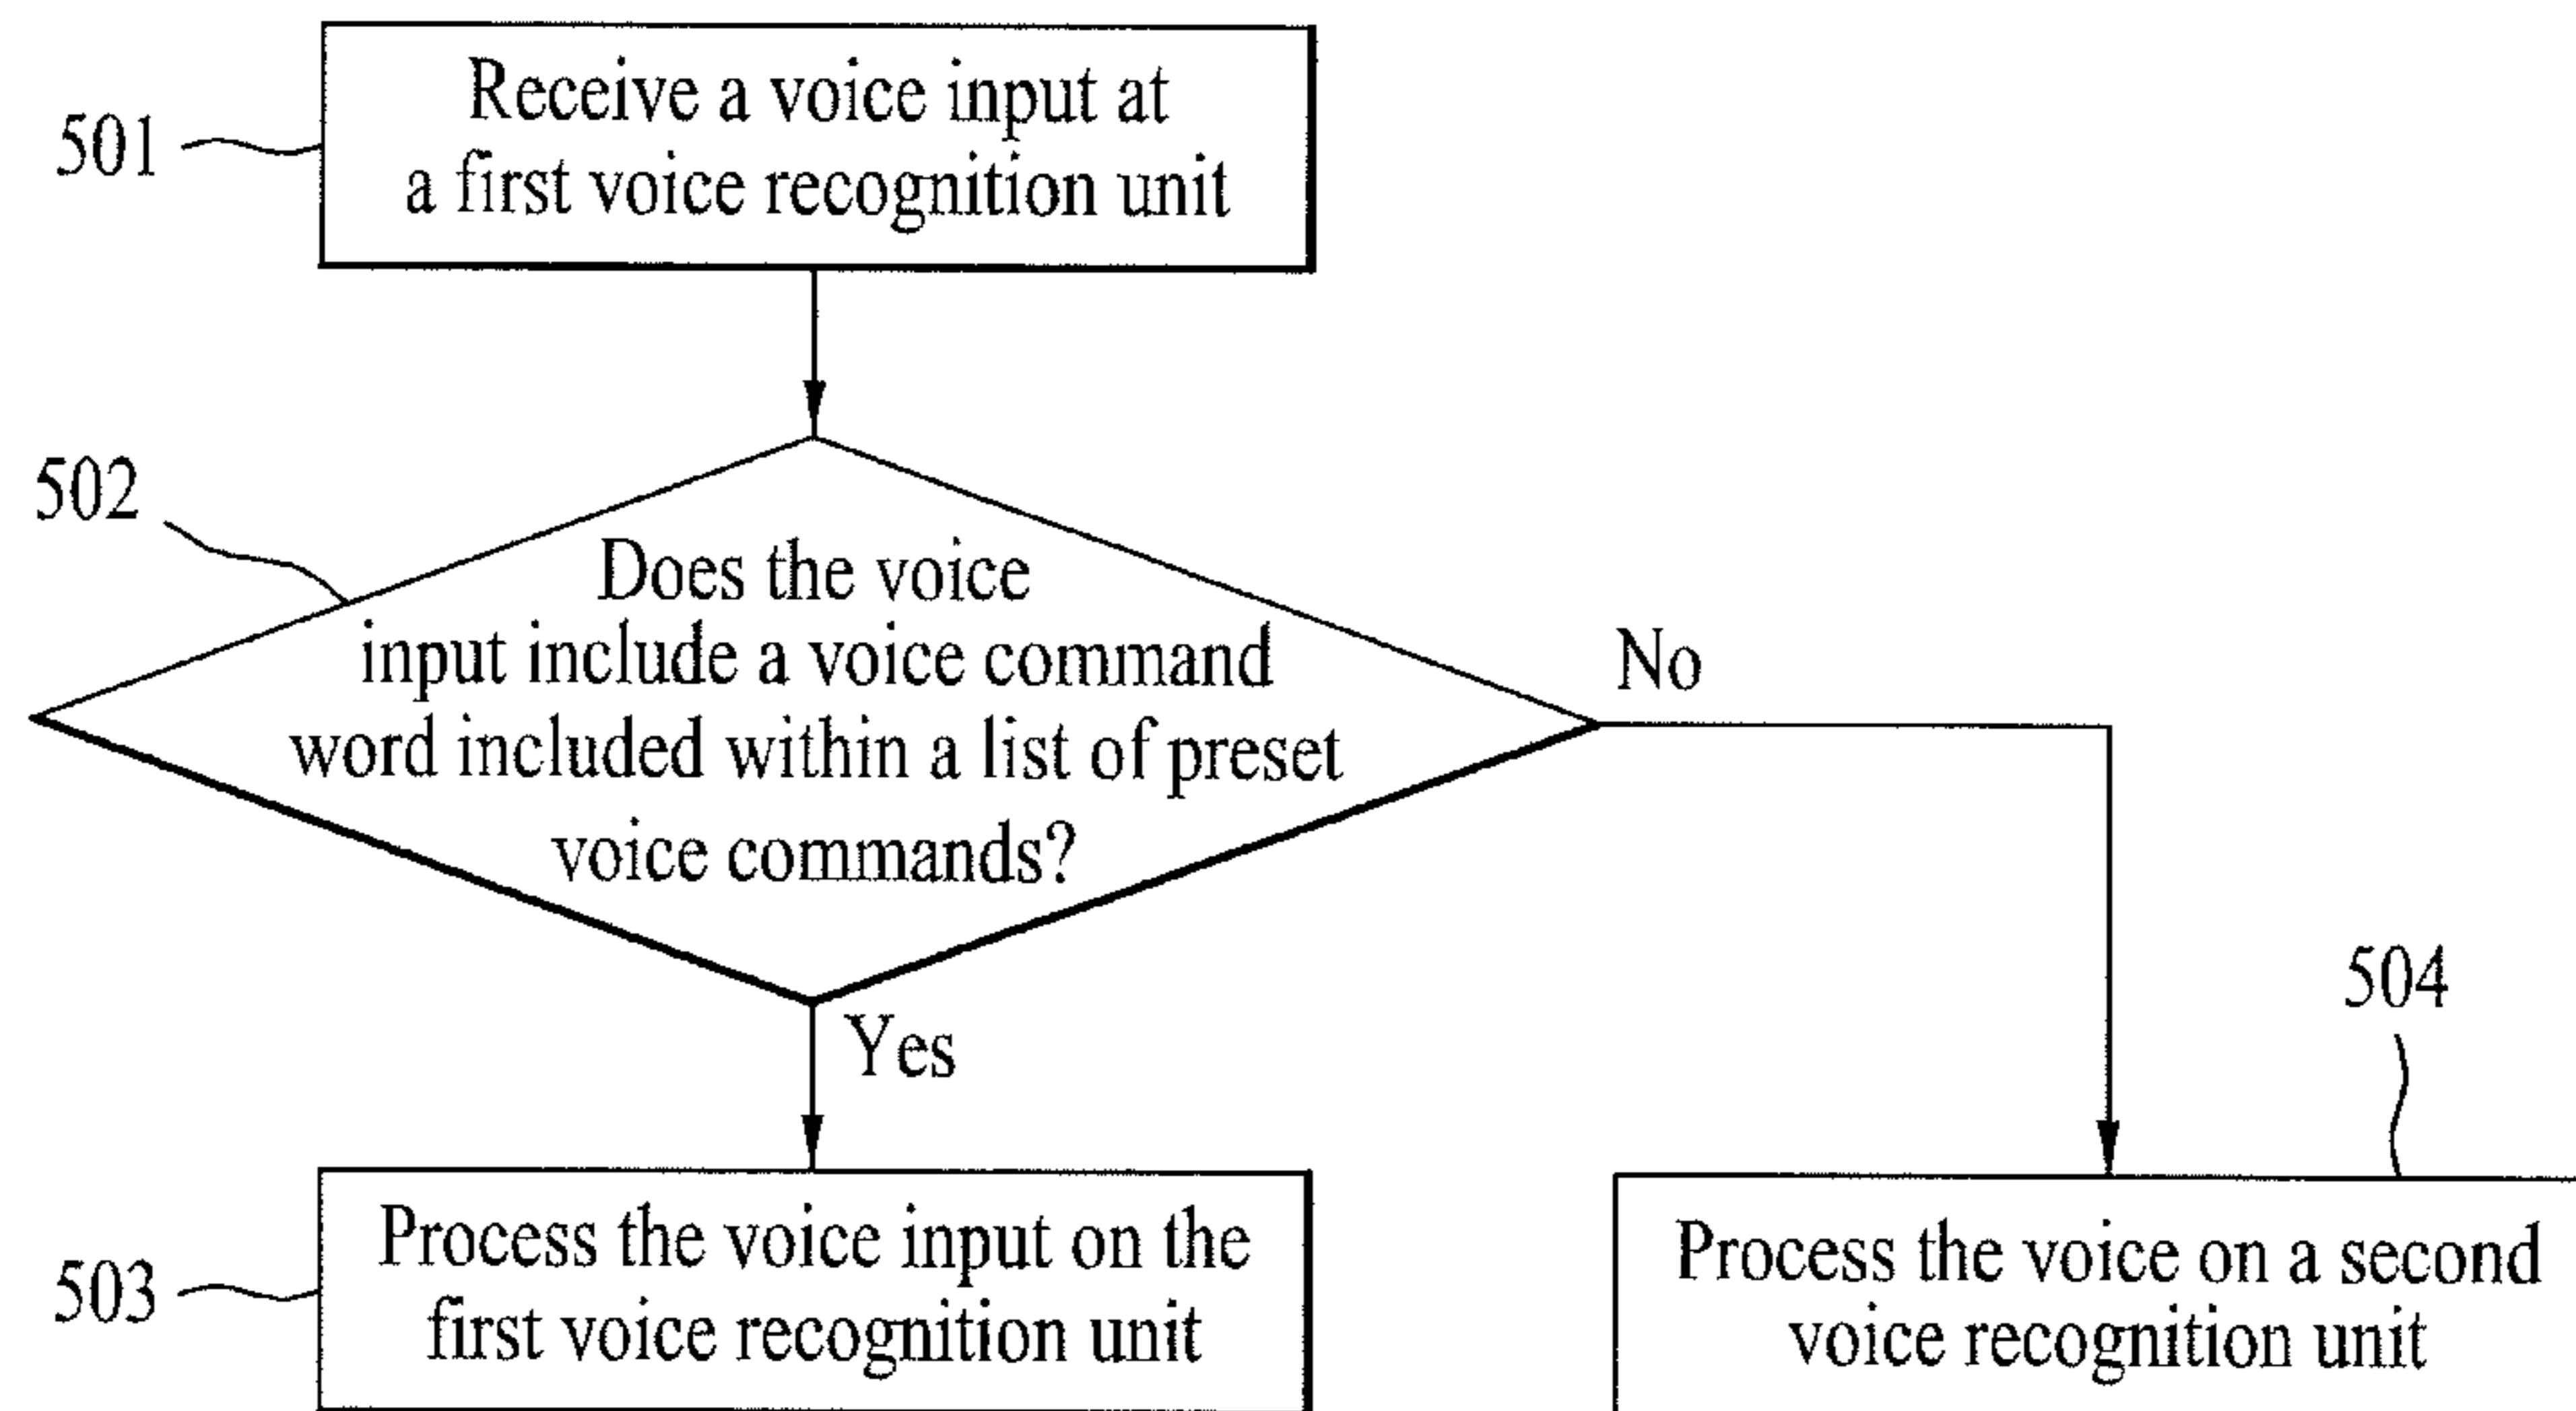 501
Receive a voice input at
a first voice recognition unit
502
Does the voice
input include a voice command
word included within a list of preset
voice commands?
No
Yes
503
Process the voice input on the
first voice recognition unit
504
Process the voice on a second
voice recognition unit